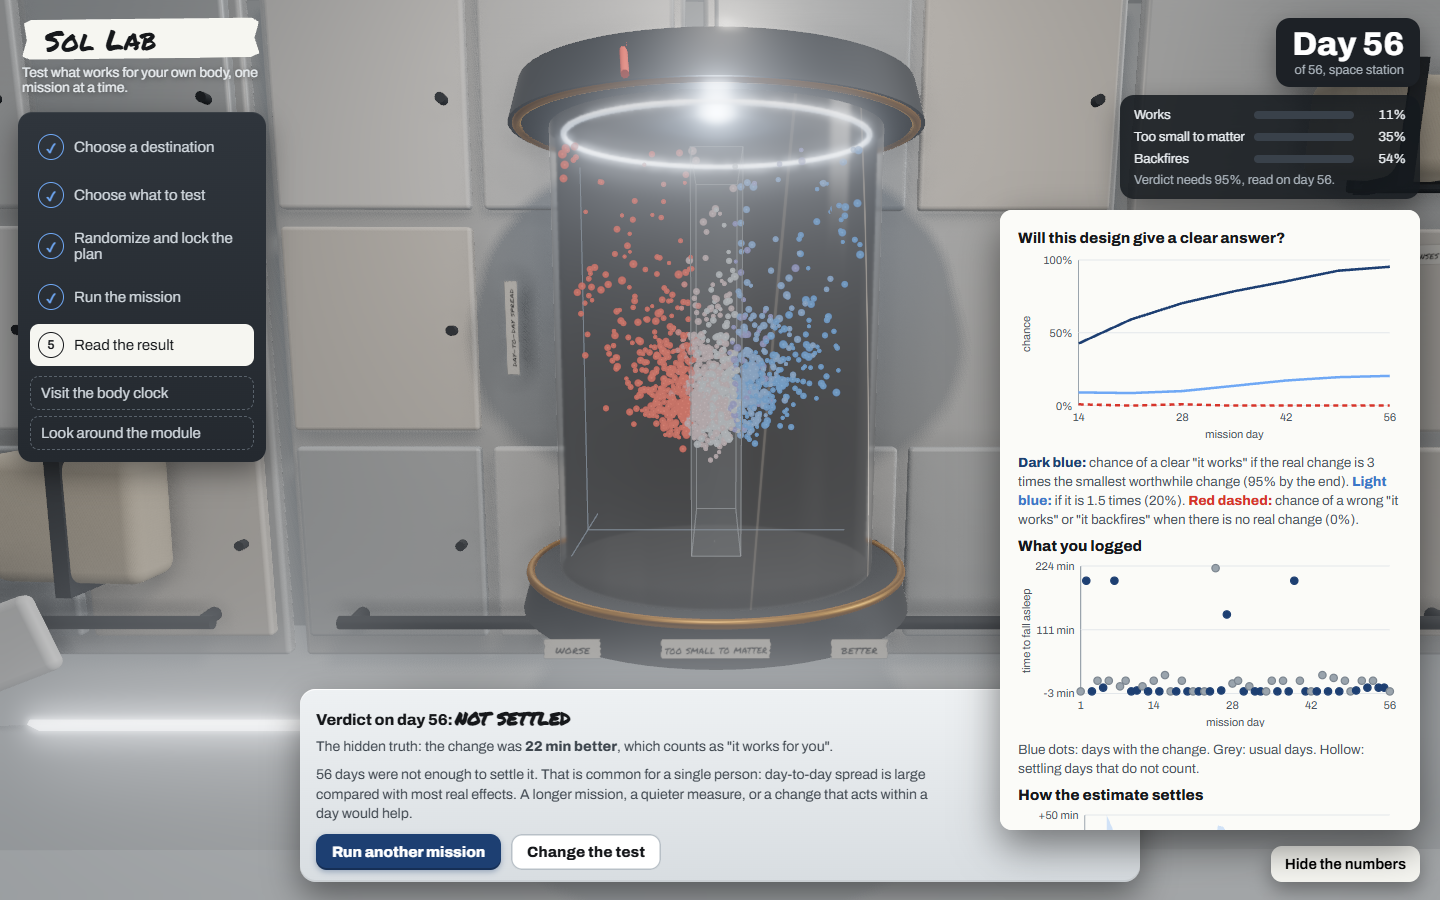 Sol Lab
Test what works for your own body, one
mission at a time.
Choose a destination
Choose what to test
Randomize and lock the
plan
Run the mission
5
Read the result
Visit the body clock
Look around the module
DAY-TO-DAY SPREAD
WORSE
TOO SMALL TO MATTER
BETTER
Day 56
of 56, space station
Works 11%
Too small to matter 35%
Backfires 54%
Verdict needs 95%, read on day 56.
Will this design give a clear answer?
100%
50%
0%
chance
14 28 42 56
mission day
Dark blue: chance of a clear "it works" if the real change is 3
times the smallest worthwhile change (95% by the end). Light
blue: if it is 1.5 times (20%). Red dashed: chance of a wrong "it
works" or "it backfires" when there is no real change (0%).
What you logged
224 min
111 min
-3 min
time to fall asleep
1 14 28 42 56
mission day
Blue dots: days with the change. Grey: usual days. Hollow:
settling days that do not count.
How the estimate settles
+50 min
Verdict on day 56: NOT SETTLED
The hidden truth: the change was 22 min better, which counts as "it works for you".
56 days were not enough to settle it. That is common for a single person: day-to-day spread is large
compared with most real effects. A longer mission, a quieter measure, or a change that acts within a
day would help.
Run another mission
Change the test
Hide the numbers